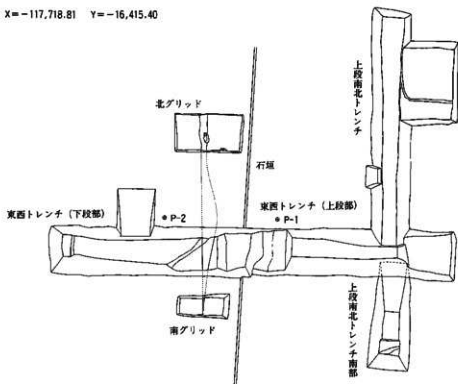 X=-117,718.81 Y=-16,415.40
北グリッド
上段南北トレンチ
石垣
東西トレンチ（下段部）
P-2
東西トレンチ（上段部）
P-1
南グリッド
上段南北トレンチ南部